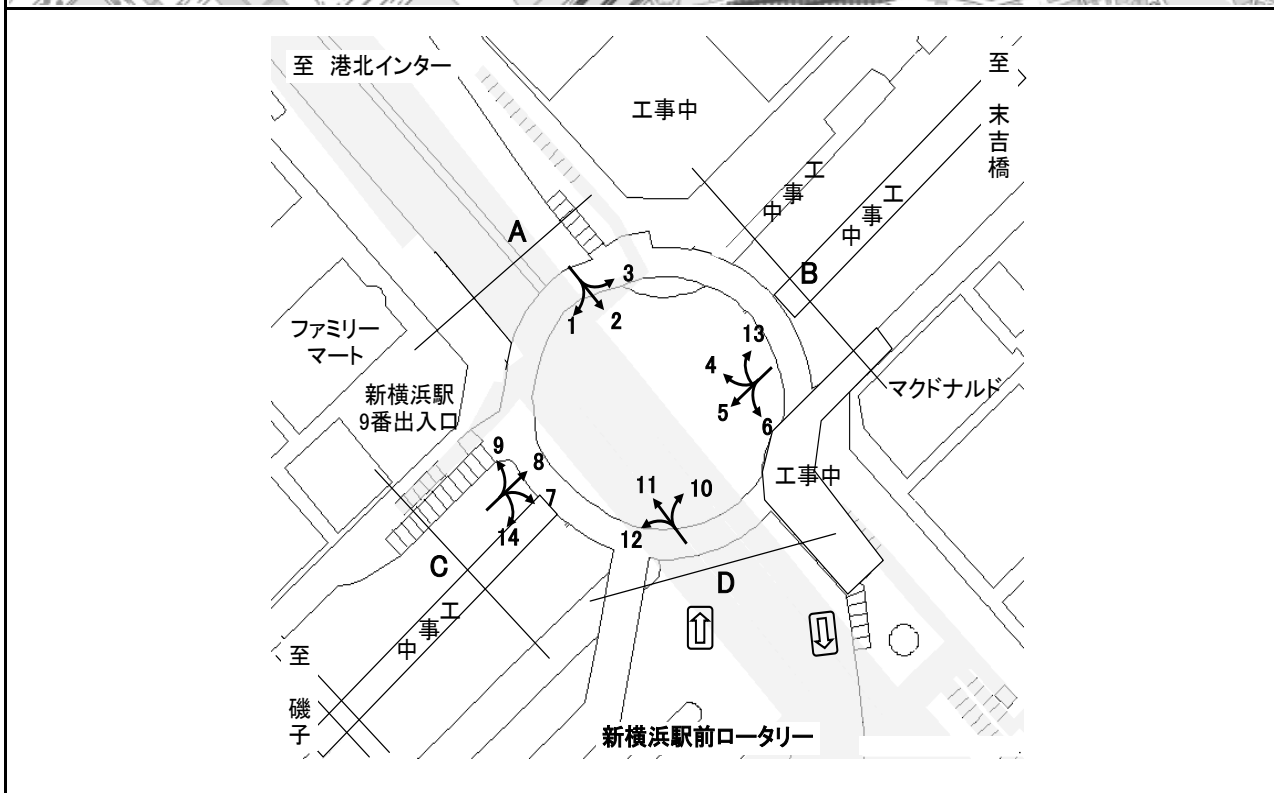 至 港北インター
工事中
至 末吉橋
工事中
工事中
A
B
3
1
2
13
4
5
6
ファミリー
マート
新横浜駅
9番出入口
マクドナルド
9
8
7
14
11
10
12
工事中
C
D
工事中
至 磯子
新横浜駅前ロータリー